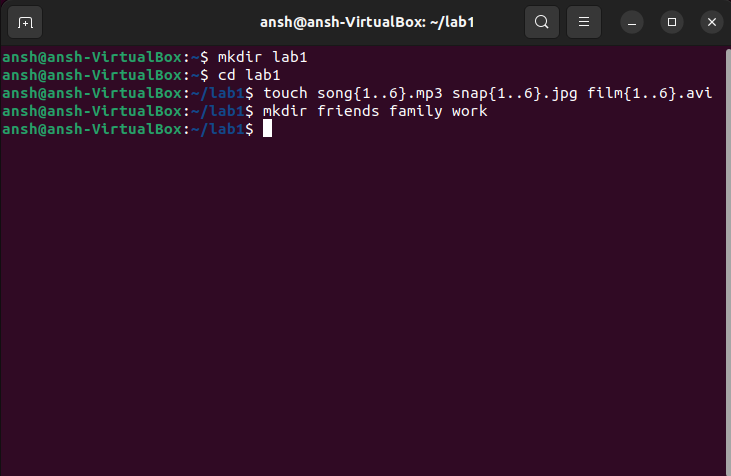 ansh@ansh-VirtualBox: ~/lab1
ansh@ansh-VirtualBox:~$ mkdir lab1
ansh@ansh-VirtualBox:~$ cd lab1
ansh@ansh-VirtualBox:~/lab1$ touch song{1..6}.mp3 snap{1..6}.jpg film{1..6}.avi
ansh@ansh-VirtualBox:~/lab1$ mkdir friends family work
ansh@ansh-VirtualBox:~/lab1$